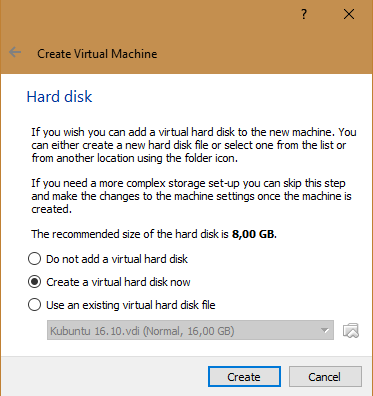 ?
Create Virtual Machine
Hard disk
If you wish you can add a virtual hard disk to the new machine. You
can either create a new hard disk file or select one from the list or
from another location using the folder icon.
If you need a more complex storage set-up you can skip this step
and make the changes to the machine settings once the machine is
created.
The recommended size of the hard disk is 8,00 GB.
Do not add a virtual hard disk
Create a virtual hard disk now
Use an existing virtual hard disk file
Kubuntu 16.10.vdi (Normal, 16,00 GB)
Create Cancel